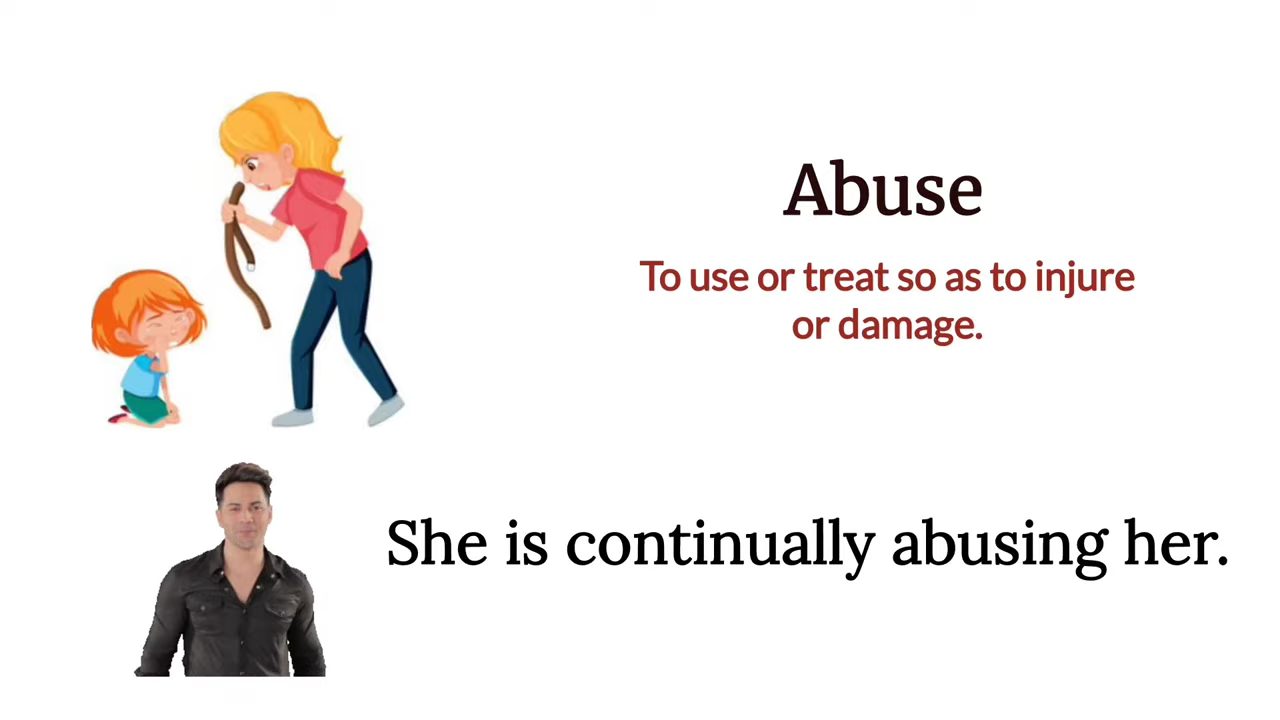 Abuse
To use or treat so as to injure
or damage.
She is continually abusing her.